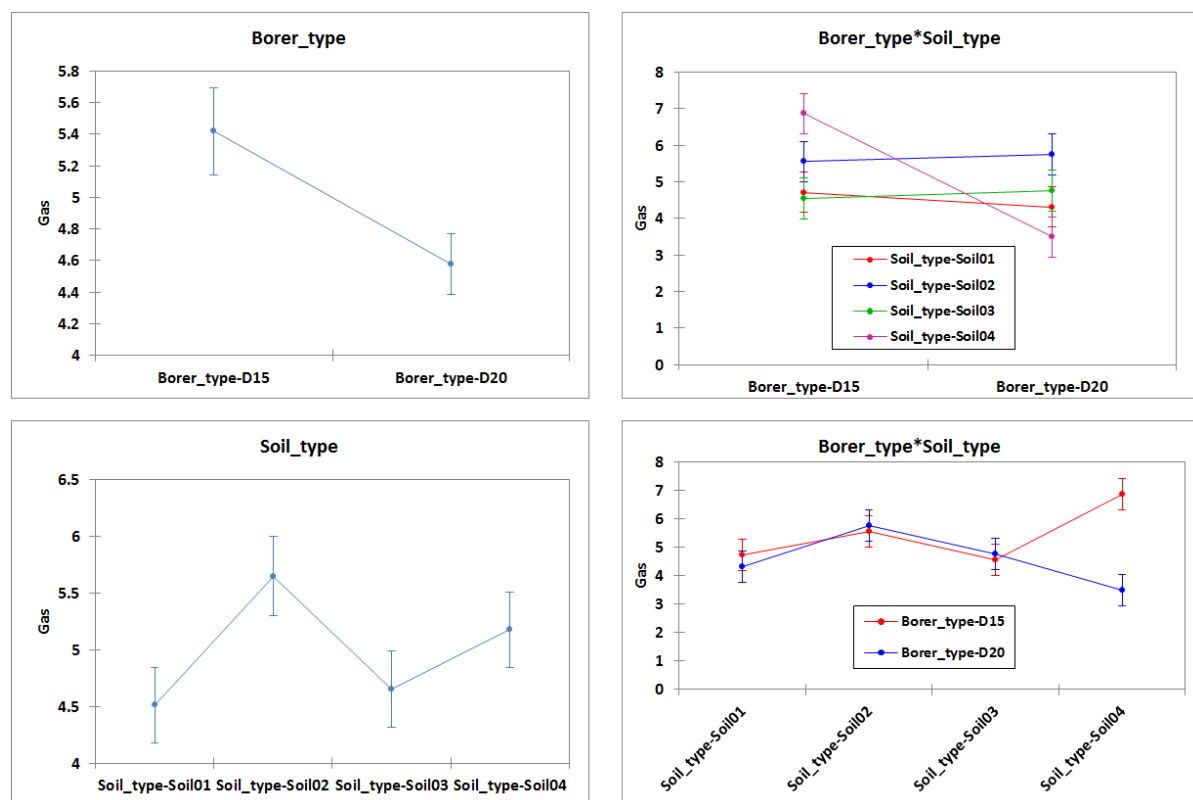 Borer_type
Gas
5.8
5.6
5.4
5.2
5
4.8
4.6
4.4
4.2
4
Borer_type-D15
Borer_type-D20
Borer_type*Soil_type
Gas
8
7
6
5
4
3
2
1
0
Soil_type-Soil01
Soil_type-Soil02
Soil_type-Soil03
Soil_type-Soil04
Borer_type-D15
Borer_type-D20
Soil_type
Gas
6.5
6
5.5
5
4.5
4
Soil_type-Soil01 Soil_type-Soil02 Soil_type-Soil03 Soil_type-Soil04
Borer_type*Soil_type
Gas
8
7
6
5
4
3
2
1
0
Borer_type-D15
Borer_type-D20
Soil_type-Soil01
Soil_type-Soil02
Soil_type-Soil03
Soil_type-Soil04